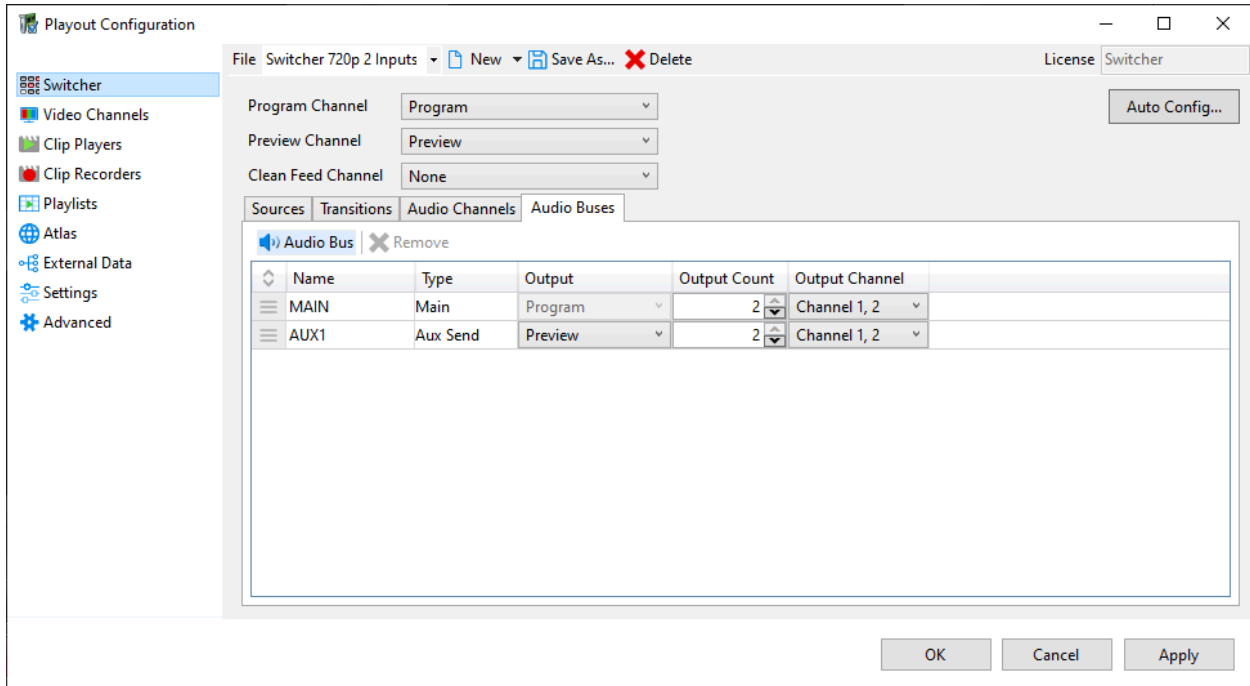 Playout Configuration
File Switcher 720p 2 Inputs New Save As... Delete License Switcher
Switcher
Video Channels
Clip Players
Clip Recorders
Playlists
Atlas
External Data
Settings
Advanced
Program Channel Program Auto Config...
Preview Channel Preview
Clean Feed Channel None
Sources Transitions Audio Channels Audio Buses
Audio Bus Remove
Name Type Output Output Count Output Channel
MAIN Main Program 2 Channel 1, 2
AUX1 Aux Send Preview 2 Channel 1, 2
OK Cancel Apply